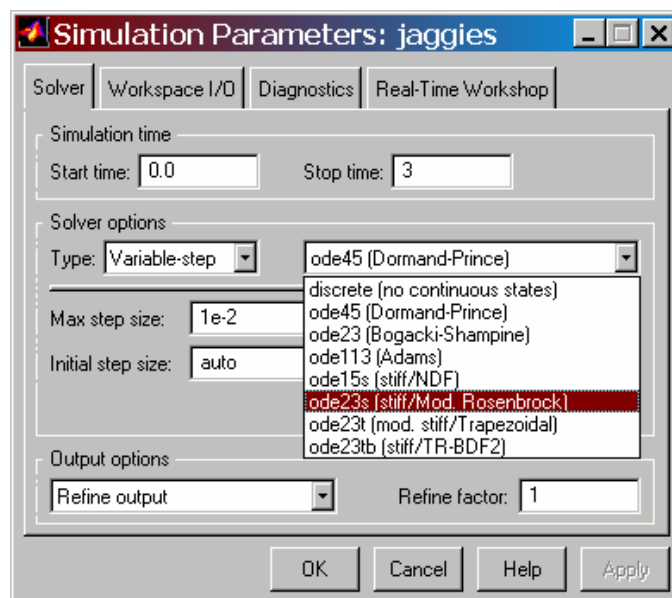 Simulation Parameters: jaggies
Solver Workspace I/O Diagnostics Real-Time Workshop
Simulation time
Start time: 0.0 Stop time: 3
Solver options
Type: Variable-step ode45 (Dormand-Prince)
discrete (no continuous states)
ode45 (Dormand-Prince)
Max step size: 1e-2
ode23 (Bogacki-Shampine)
ode113 (Adams)
Initial step size: auto
ode15s (stiff/NDF)
ode23s (stiff/Mod. Rosenbrock)
ode23t (mod. stiff/Trapezoidal)
ode23tb (stiff/TR-BDF2)
Output options
Refine output Refine factor: 1
OK Cancel Help Apply